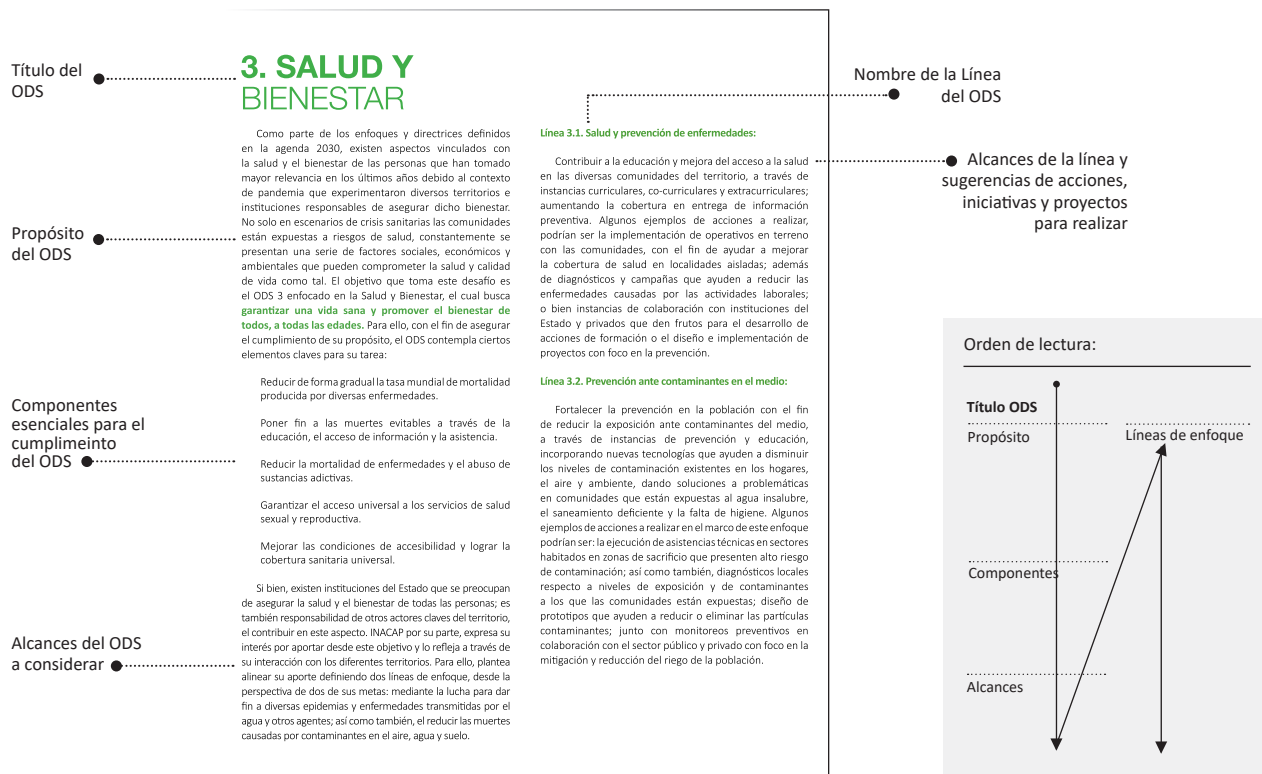 Título del
ODS
Propósito
del ODS
Componentes
esenciales para el
cumplimeinto
del ODS
Alcances del ODS
a considerar
3. SALUD Y
BIENESTAR
Como parte de los enfoques y directrices definidos
en la agenda 2030, existen aspectos vinculados con
la salud y el bienestar de las personas que han tomado
mayor relevancia en los últimos años debido al contexto
de pandemia que experimentaron diversos territorios e
instituciones responsables de asegurar dicho bienestar.
No solo en escenarios de crisis sanitarias las comunidades
están expuestas a riesgos de salud, constantemente se
presentan una serie de factores sociales, económicos y
ambientales que pueden comprometer la salud y calidad
de vida como tal. El objetivo que toma este desafío es
el ODS 3 enfocado en la Salud y Bienestar, el cual busca
garantizar una vida sana y promover el bienestar de
todos, a todas las edades. Para ello, con el fin de asegurar
el cumplimiento de su propósito, el ODS contempla ciertos
elementos claves para su tarea:
Reducir de forma gradual la tasa mundial de mortalidad
producida por diversas enfermedades.
Poner fin a las muertes evitables a través de la
educación, el acceso de información y la asistencia.
Reducir la mortalidad de enfermedades y el abuso de
sustancias adictivas.
Garantizar el acceso universal a los servicios de salud
sexual y reproductiva.
Mejorar las condiciones de accesibilidad y lograr la
cobertura sanitaria universal.
Si bien, existen instituciones del Estado que se preocupan
de asegurar la salud y el bienestar de todas las personas; es
también responsabilidad de otros actores claves del territorio,
el contribuir en este aspecto. INACAP por su parte, expresa su
interés por aportar desde este objetivo y lo refleja a través de
su interacción con los diferentes territorios. Para ello, plantea
alinear su aporte definiendo dos líneas de enfoque, desde la
perspectiva de dos de sus metas: mediante la lucha para dar
fin a diversas epidemias y enfermedades transmitidas por el
agua y otros agentes; así como también, el reducir las muertes
causadas por contaminantes en el aire, agua y suelo.
Línea 3.1. Salud y prevención de enfermedades:
Contribuir a la educación y mejora del acceso a la salud
en las diversas comunidades del territorio, a través de
instancias curriculares, co-curriculares y extracurriculares;
aumentando la cobertura en entrega de información
preventiva. Algunos ejemplos de acciones a realizar,
podrían ser la implementación de operativos en terreno
con las comunidades, con el fin de ayudar a mejorar
la cobertura de salud en localidades aisladas; además
de diagnósticos y campañas que ayuden a reducir las
enfermedades causadas por las actividades laborales;
o bien instancias de colaboración con instituciones del
Estado y privados que den frutos para el desarrollo de
acciones de formación o el diseño e implementación de
proyectos con foco en la prevención.
Línea 3.2. Prevención ante contaminantes en el medio:
Fortalecer la prevención en la población con el fin
de reducir la exposición ante contaminantes del medio,
a través de instancias de prevención y educación,
incorporando nuevas tecnologías que ayuden a disminuir
los niveles de contaminación existentes en los hogares,
el aire y ambiente, dando soluciones a problemáticas
en comunidades que están expuestas al agua insalubre,
el saneamiento deficiente y la falta de higiene. Algunos
ejemplos de acciones a realizar en el marco de este enfoque
podrían ser: la ejecución de asistencias técnicas en sectores
habitados en zonas de sacrificio que presenten alto riesgo
de contaminación; así como también, diagnósticos locales
respecto a niveles de exposición y de contaminantes
a los que las comunidades están expuestas; diseño de
prototipos que ayuden a reducir o eliminar las partículas
contaminantes; junto con monitoreos preventivos en
colaboración con el sector público y privado con foco en la
mitigación y reducción del riego de la población.
Nombre de la Línea
del ODS
Alcances de la línea y
sugerencias de acciones,
iniciativas y proyectos
para realizar
Orden de lectura:
Título ODS
Propósito
Líneas de enfoque
Componentes
Alcances